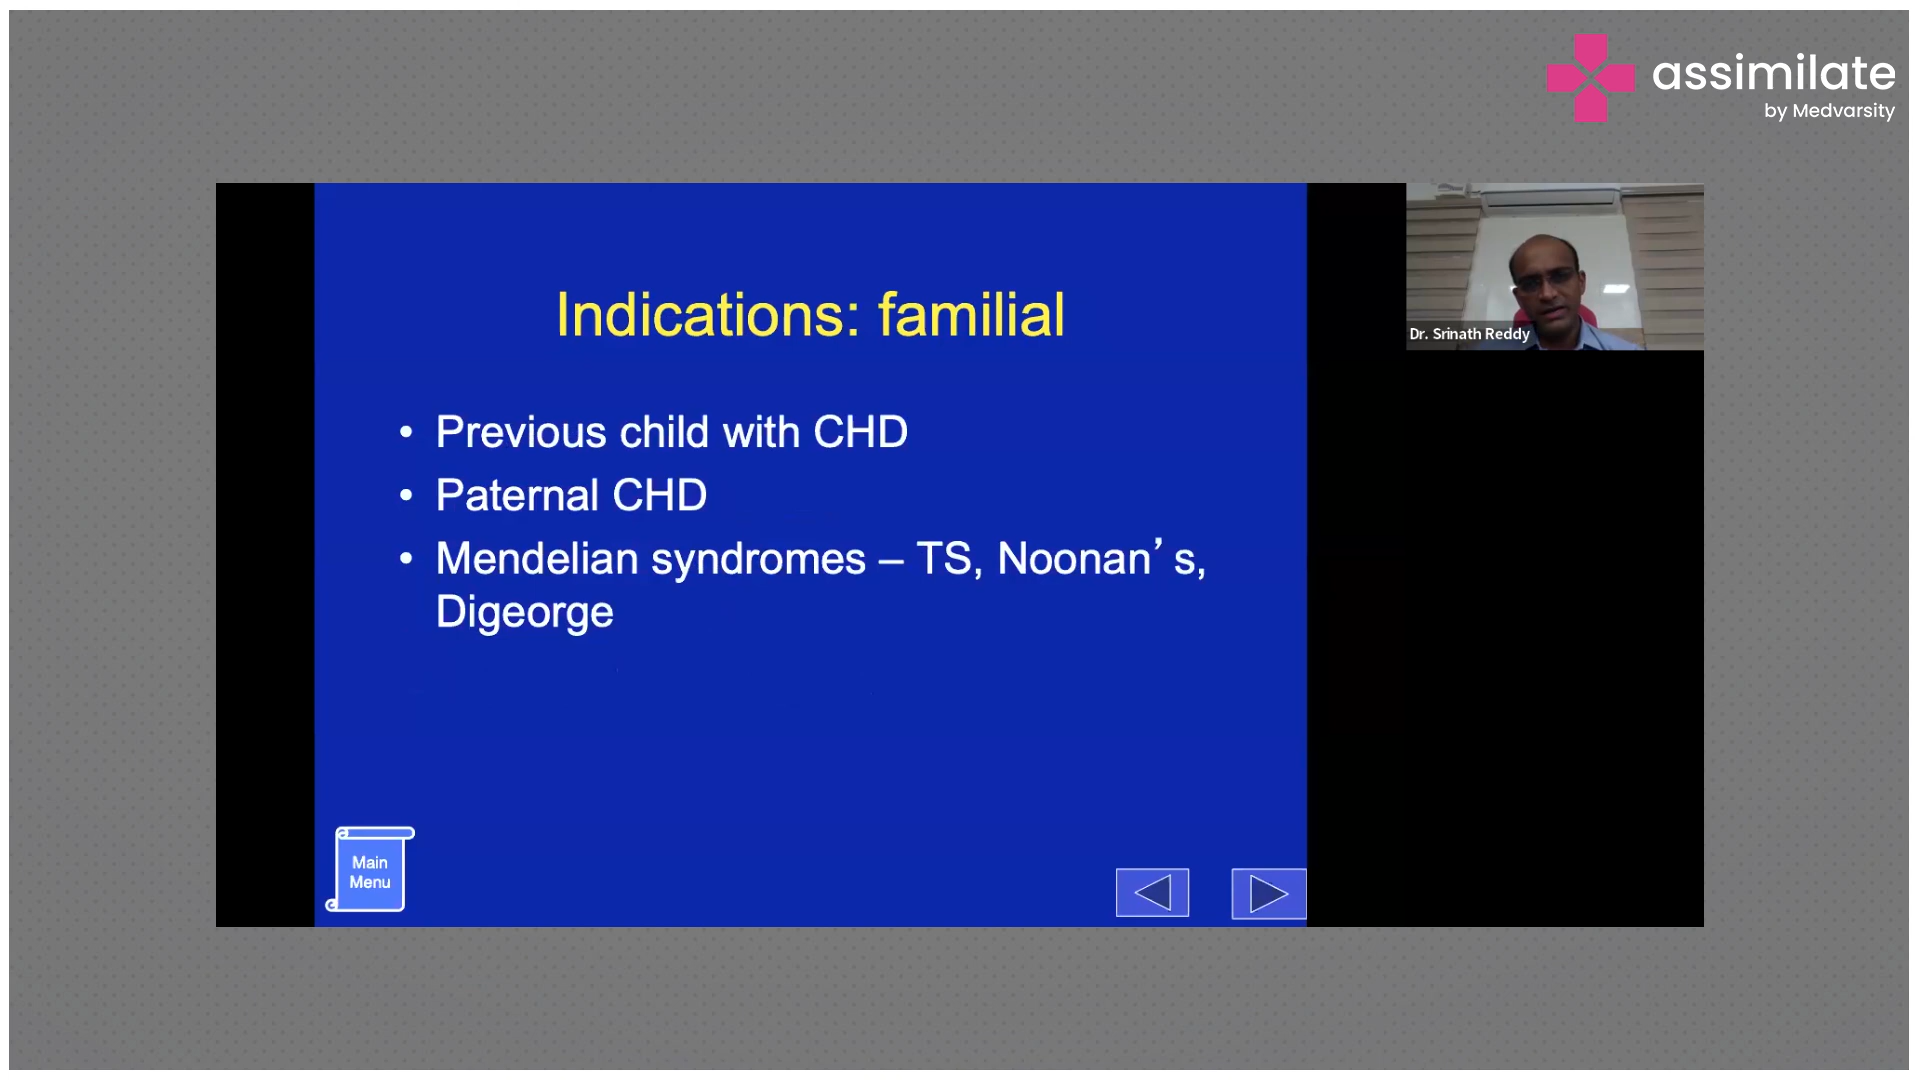 assimilate
by Medvarsity
Indications: familial
• Previous child with CHD
• Paternal CHD
• Mendelian syndromes – TS, Noonan’s,
Digeorge
Dr. Srinath Reddy
Main
Menu